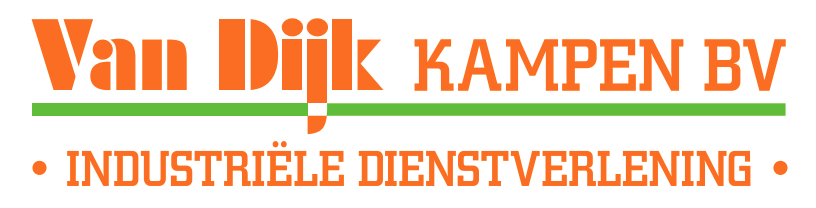 Van Dijk KAMPEN BV
• INDUSTRIËLE DIENSTVERLENING •